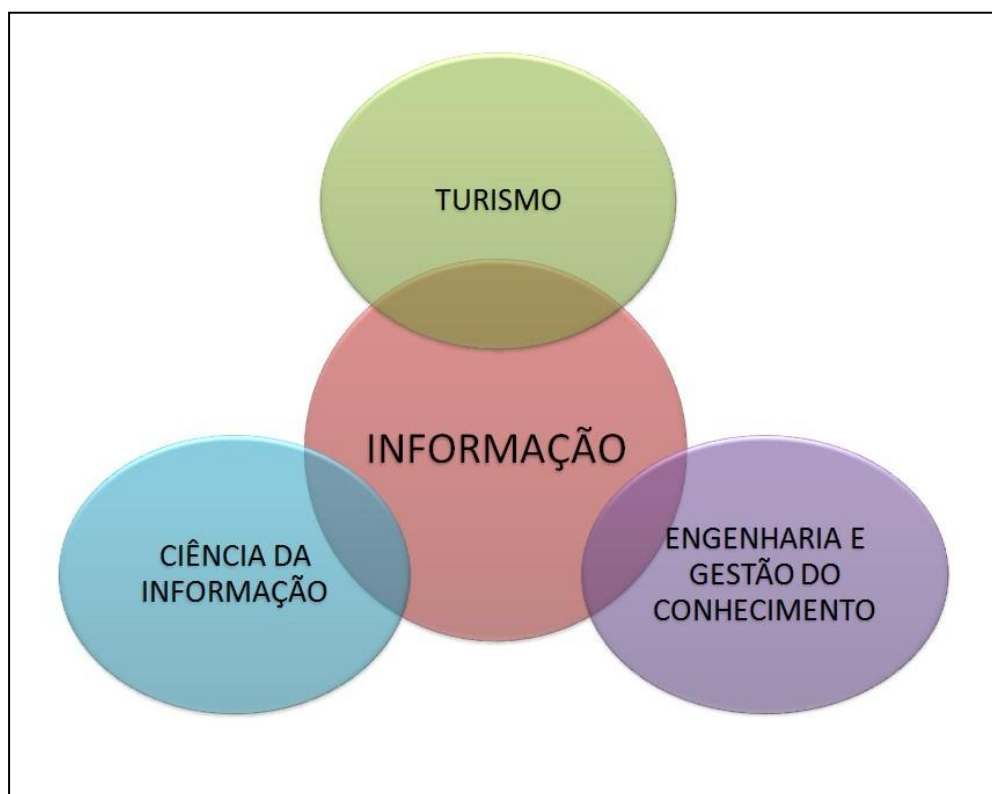 TURISMO
INFORMAÇÃO
CIÊNCIA DA
INFORMAÇÃO
ENGENHARIA E
GESTÃO DO
CONHECIMENTO